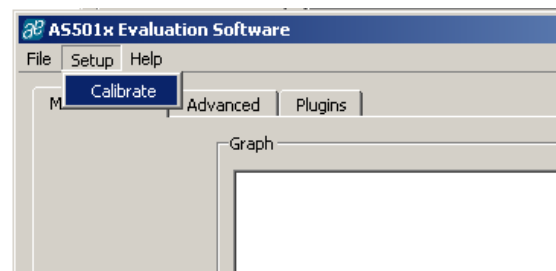 AS501x Evaluation Software
File Setup Help
Calibrate
Advanced Plugins
Graph